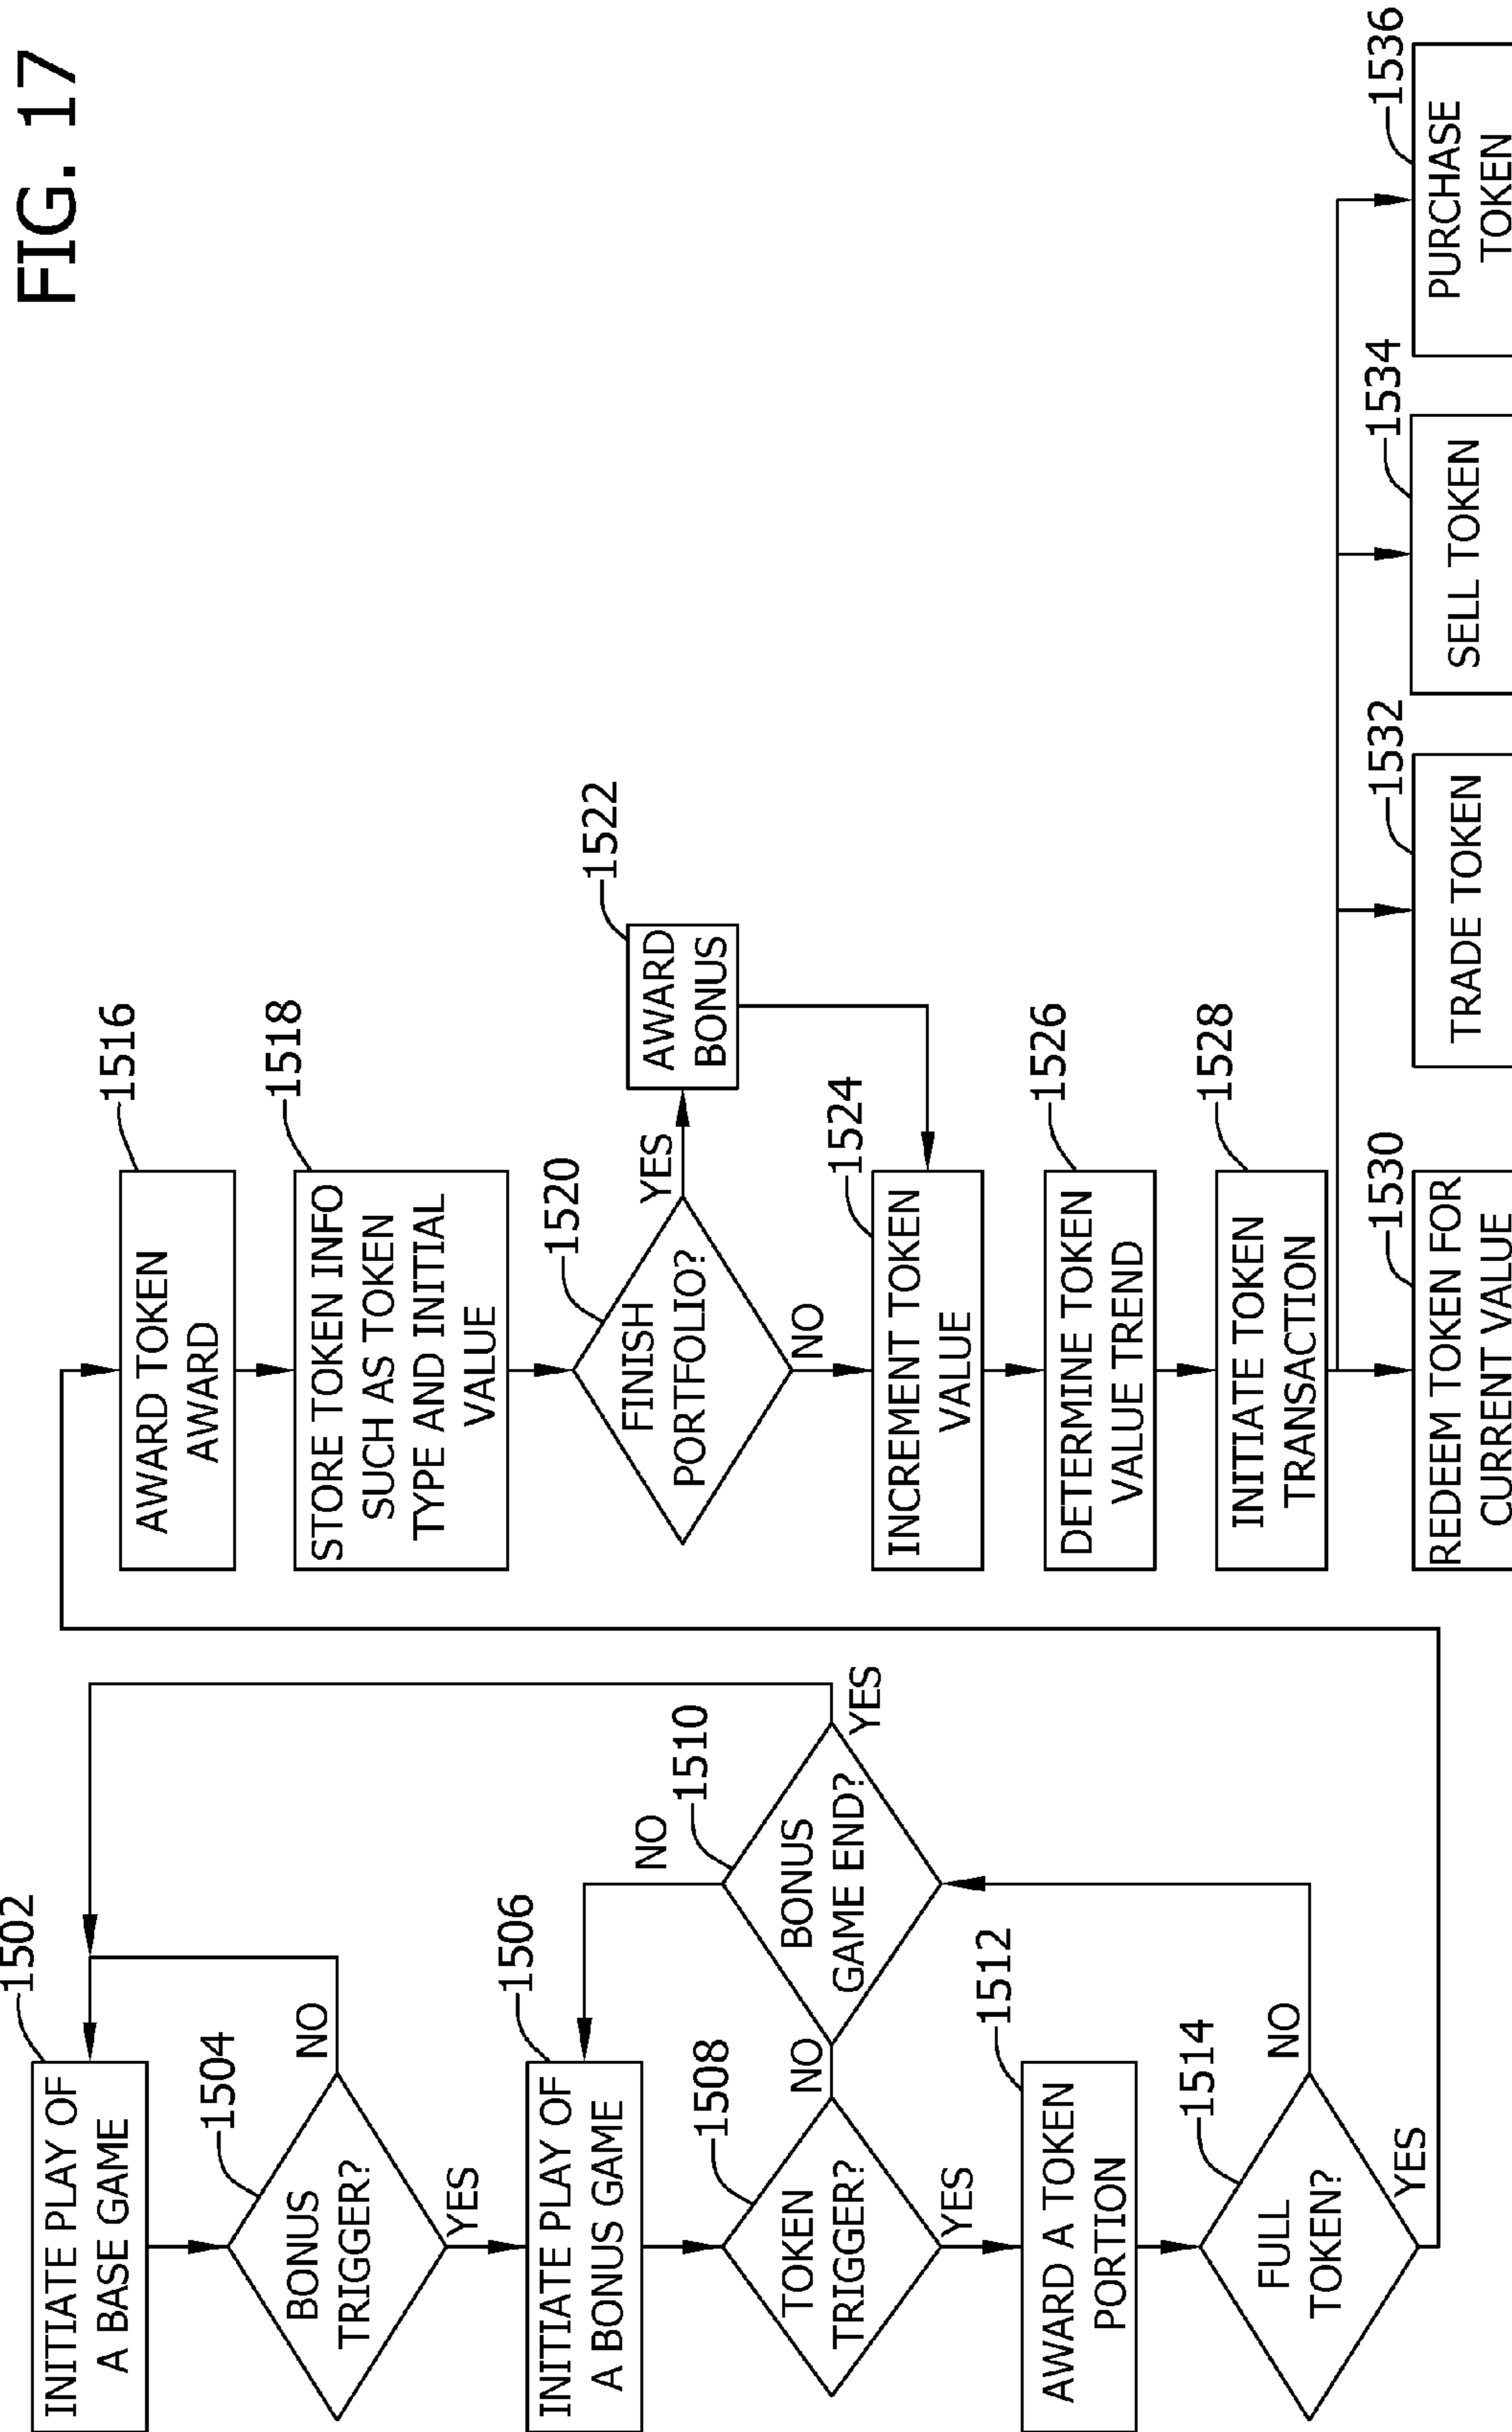 FIG. 17
1502
INITIATE PLAY OF
A BASE GAME
1504
BONUS
TRIGGER?
NO
YES
1506
INITIATE PLAY OF
A BONUS GAME
1508
TOKEN
TRIGGER?
NO
YES
1510
BONUS
GAME END?
NO
YES
1512
AWARD A TOKEN
PORTION
1514
FULL
TOKEN?
NO
YES
1516
AWARD TOKEN
AWARD
1518
STORE TOKEN INFO
SUCH AS TOKEN
TYPE AND INITIAL
VALUE
1520
FINISH
PORTFOLIO?
YES
NO
1522
AWARD
BONUS
1524
INCREMENT TOKEN
VALUE
1526
DETERMINE TOKEN
VALUE TREND
1528
INITIATE TOKEN
TRANSACTION
1530
REDEEM TOKEN FOR
CURRENT VALUE
1532
TRADE TOKEN
1534
SELL TOKEN
1536
PURCHASE
TOKEN